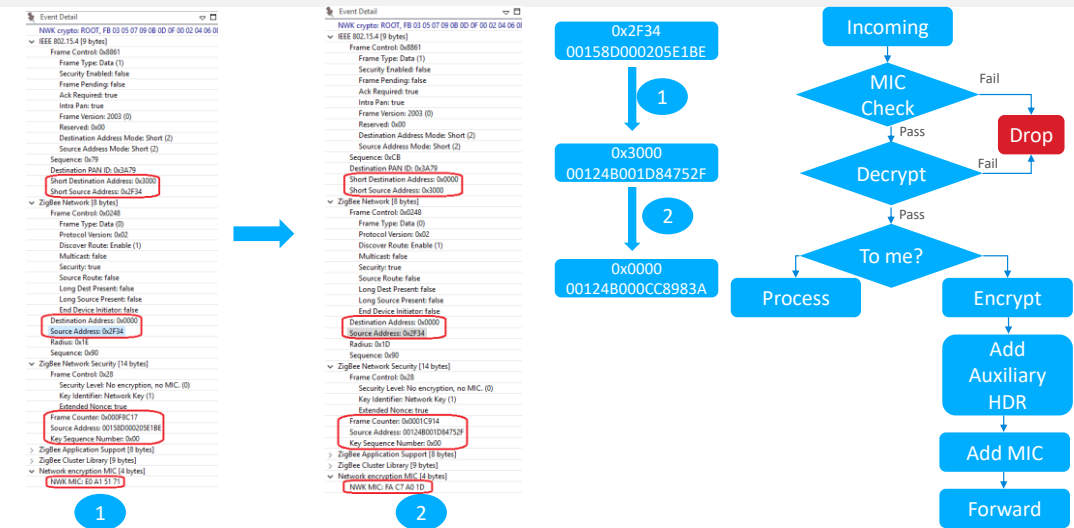 Event Detail
NWK crypto: ROOT, FB 03 05 07 09 0B 0D 0F 00 02 04 06 0
IEEE 802.15.4 [9 bytes]
Frame Control: 0x8861
Frame Type: Data (1)
Security Enabled: false
Frame Pending: false
Ack Required: true
Intra Pan: true
Frame Version: 2003 (0)
Reserved: 0x00
Destination Address Mode: Short (2)
Source Address Mode: Short (2)
Sequence: 0x79
Destination PAN ID: 0x3A79
Short Destination Address: 0x3000
Short Source Address: 0x2F34
ZigBee Network [8 bytes]
Frame Control: 0x0248
Frame Type: Data (0)
Protocol Version: 0x02
Discover Route: Enable (1)
Multicast: false
Security: true
Source Route: false
Long Dest Present: false
Long Source Present: false
End Device Initiator: false
Destination Address: 0x0000
Source Address: 0x2F34
Radius: 0x1E
Sequence: 0x90
ZigBee Network Security [14 bytes]
Frame Control: 0x28
Security Level: No encryption, no MIC. (0)
Key Identifier: Network Key (1)
Extended Nonce: true
Frame Counter: 0x000F8C17
Source Address: 00158D000205E1BE
Key Sequence Number: 0x00
ZigBee Application Support [8 bytes]
ZigBee Cluster Library [9 bytes]
Network encryption MIC [4 bytes]
NWK MIC: E0 A1 51 71
1
Event Detail
NWK crypto: ROOT, FB 03 05 07 09 0B 0D 0F 00 02 04 06 0
IEEE 802.15.4 [9 bytes]
Frame Control: 0x8861
Frame Type: Data (1)
Security Enabled: false
Frame Pending: false
Ack Required: true
Intra Pan: true
Frame Version: 2003 (0)
Reserved: 0x00
Destination Address Mode: Short (2)
Source Address Mode: Short (2)
Sequence: 0xCB
Destination PAN ID: 0x3A79
Short Destination Address: 0x0000
Short Source Address: 0x3000
ZigBee Network [8 bytes]
Frame Control: 0x0248
Frame Type: Data (0)
Protocol Version: 0x02
Discover Route: Enable (1)
Multicast: false
Security: true
Source Route: false
Long Dest Present: false
Long Source Present: false
End Device Initiator: false
Destination Address: 0x0000
Source Address: 0x2F34
Radius: 0x1D
Sequence: 0x90
ZigBee Network Security [14 bytes]
Frame Control: 0x28
Security Level: No encryption, no MIC. (0)
Key Identifier: Network Key (1)
Extended Nonce: true
Frame Counter: 0x0001C914
Source Address: 00124B001D84752F
Key Sequence Number: 0x00
ZigBee Application Support [8 bytes]
ZigBee Cluster Library [9 bytes]
Network encryption MIC [4 bytes]
NWK MIC: FA C7 A0 1D
2
0x2F34
00158D000205E1BE
1
0x3000
00124B001D84752F
2
0x0000
00124B000CC8983A
Incoming
MIC
Check
Fail
Pass
Drop
Decrypt
Fail
Pass
To me?
Process
Encrypt
Add
Auxiliary
HDR
Add MIC
Forward